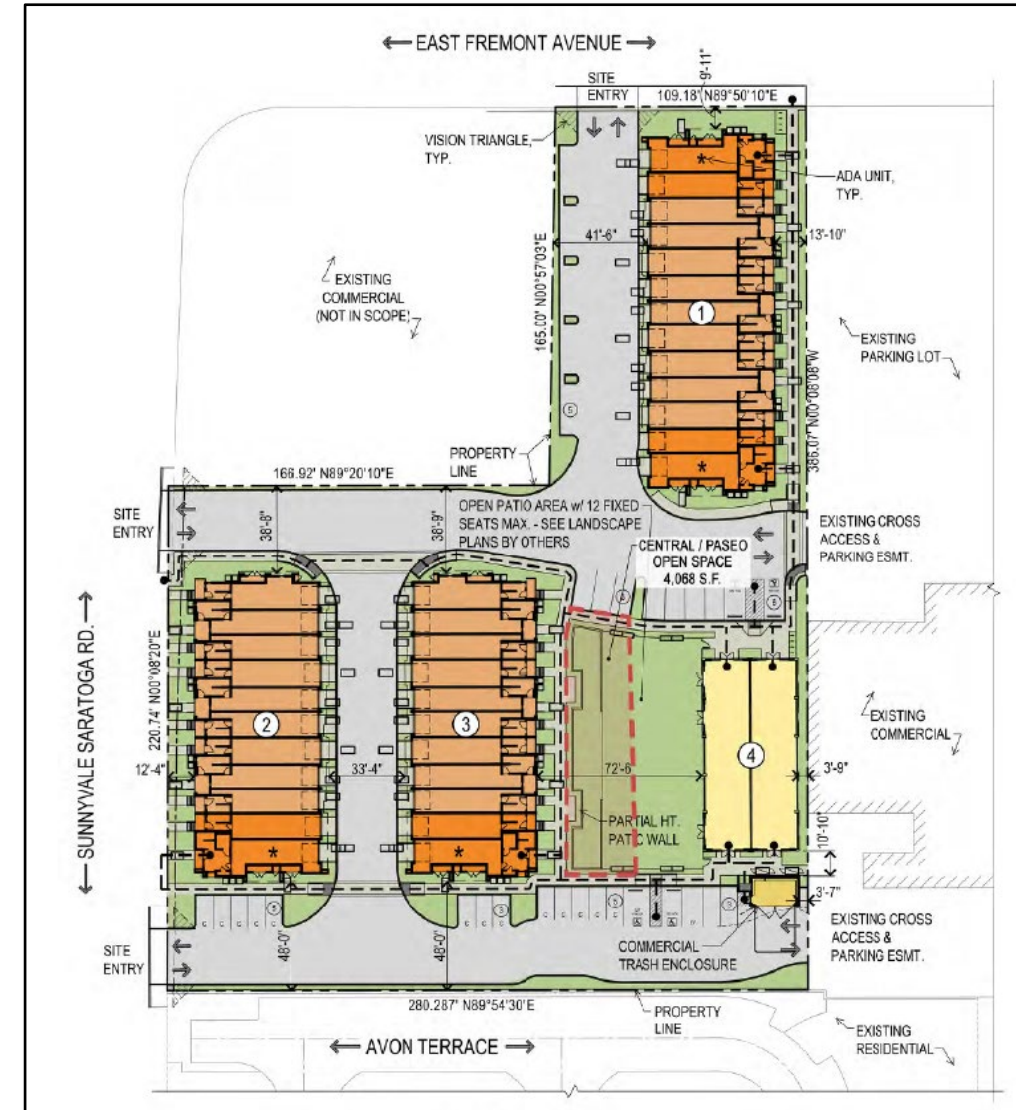 EAST FREMONT AVENUE
SITE
ENTRY
109.18' N89°50'10"E
9'-11"
VISION TRIANGLE,
TYP.
ADA UNIT,
TYP.
41'-6"
13'-10"
EXISTING
COMMERCIAL
(NOT IN SCOPE)
165.00' N00°57'03"E
1
EXISTING
PARKING LOT
386.07' N00°08'08"W
5
PROPERTY
LINE
166.92' N89°20'10"E
SITE
ENTRY
38'-8"
38'-9"
OPEN PATIO AREA w/ 12 FIXED
SEATS MAX. - SEE LANDSCAPE
PLANS BY OTHERS
CENTRAL / PASEO
OPEN SPACE
4,068 S.F.
EXISTING CROSS
ACCESS &
PARKING ESMT.
SUNNYVALE SARATOGA RD.
220.74' N00°08'20"E
2
3
4
EXISTING
COMMERCIAL
12'-4"
33'-4"
72'-6
3'-9"
PARTIAL HT.
PATIC WALL
10'-10"
3'-7"
SITE
ENTRY
48'-0"
48'-0"
COMMERCIAL
TRASH ENCLOSURE
EXISTING CROSS
ACCESS &
PARKING ESMT.
280.287' N89°54'30"E
PROPERTY
LINE
EXISTING
RESIDENTIAL
AVON TERRACE